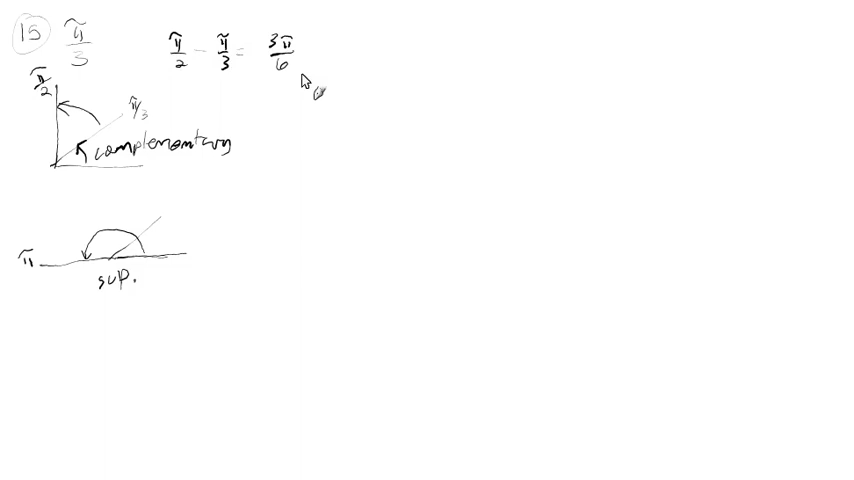 15 π/3
π/2 - π/3 = 3π/6
π/2
π/3
complementary
π
sup.